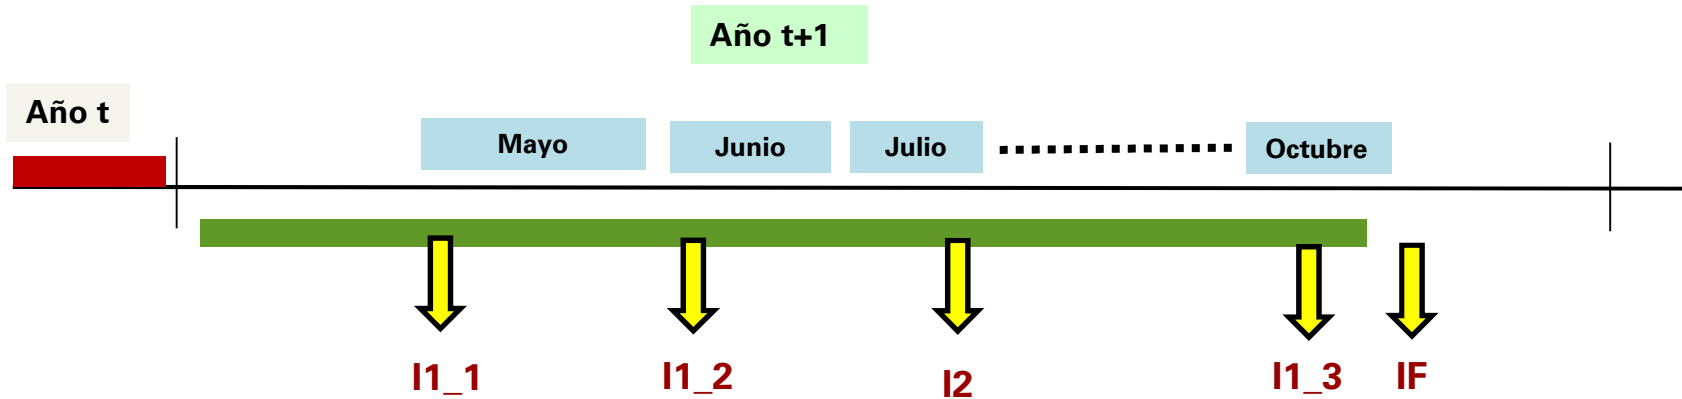 Año t+1
Año t
Mayo
Junio
Julio
Octubre
I1_1
I1_2
I2
I1_3
IF